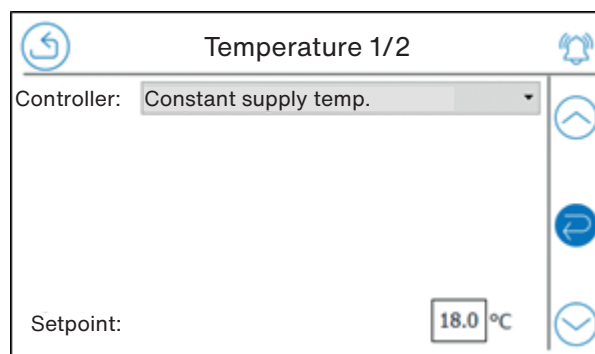 Temperature 1/2
Controller: Constant supply temp.
Setpoint: 18.0 °C